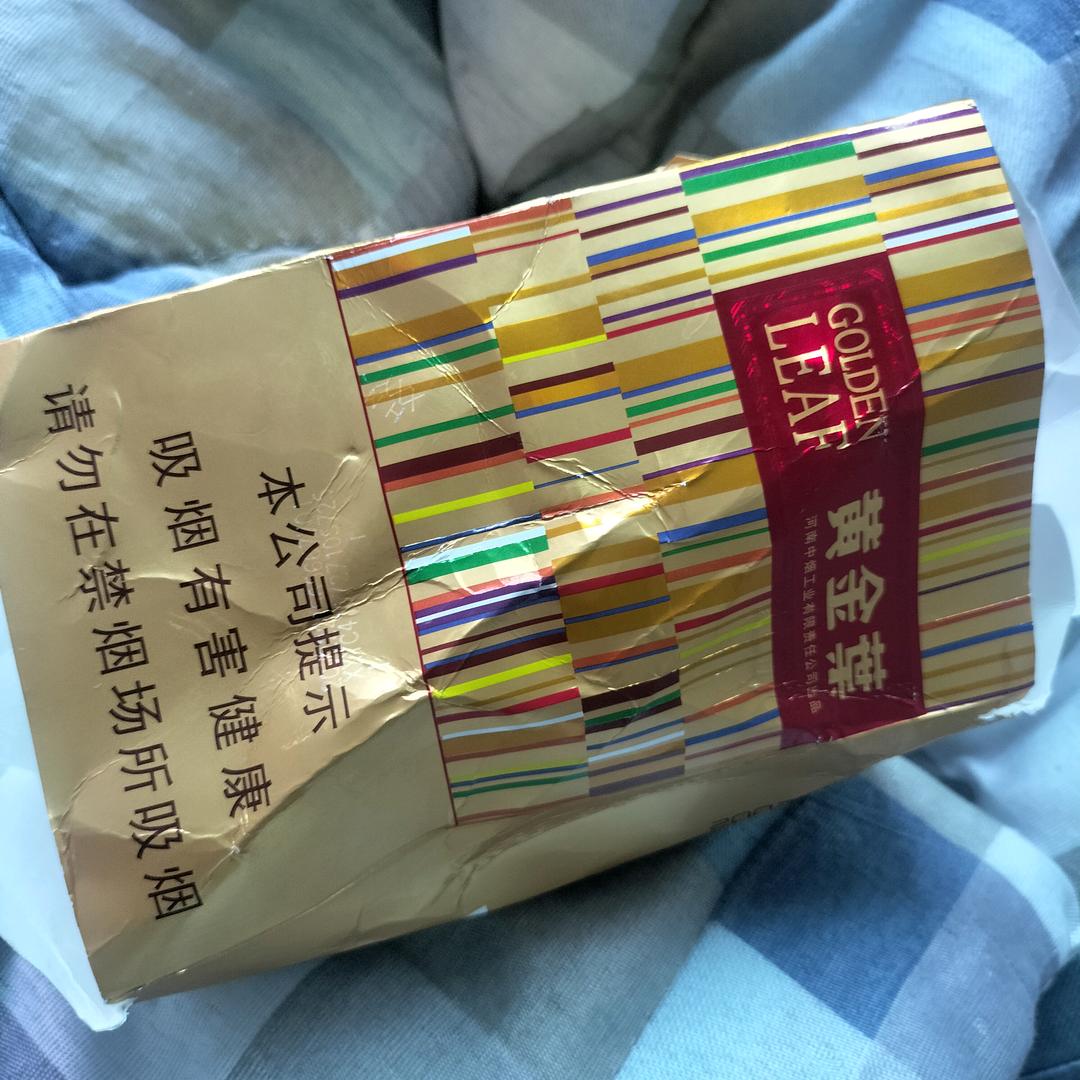 GOLDEN
LEAF
黄金葉
河南中烟工业有限责任公司出品
本公司提示
吸烟有害健康
请勿在禁烟场所吸烟